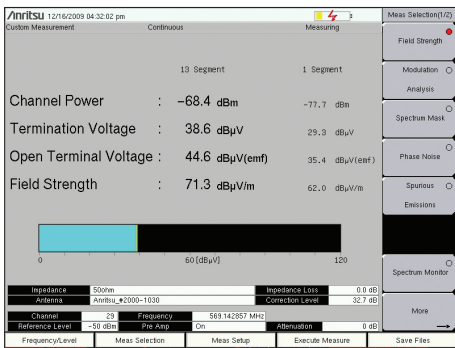 Anritsu 12/16/2009 04:32:02 pm
Meas Selection(1/2)
Custom Measurement Continuous Measuring
Field Strength
13 Segment 1 Segment
Modulation
Analysis
Channel Power : -68.4 dBm -77.7 dBm
Spectrum Mask
Termination Voltage : 38.6 dBµV 29.3 dBµV
Open Terminal Voltage : 44.6 dBµV(emf) 35.4 dBµV(emf)
Phase Noise
Field Strength : 71.3 dBµV/m 62.0 dBµV/m
Spurious
Emissions
0 60[dBµV] 120
Spectrum Monitor
Impedance 50ohm Impedance Loss 0.0 dB
Antenna Anritsu_#2000-1030 Correction Level 32.7 dB
More
Channel 29 Frequency 569.142857 MHz
Reference Level -50 dBm Pre Amp On Attenuation 0 dB
Frequency/Level Meas Selection Meas Setup Execute Measure Save Files